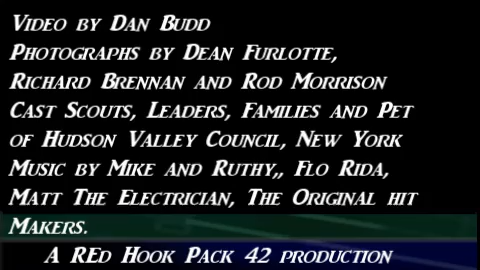 Video by Dan Budd
Photographs by Dean Furlotte,
Richard Brennan and Rod Morrison
Cast Scouts, Leaders, Families and Pet
of Hudson Valley Council, New York
Music by Mike and Ruthy,, Flo Rida,
Matt The Electrician, The Original hit
Makers.
A REd Hook Pack 42 production